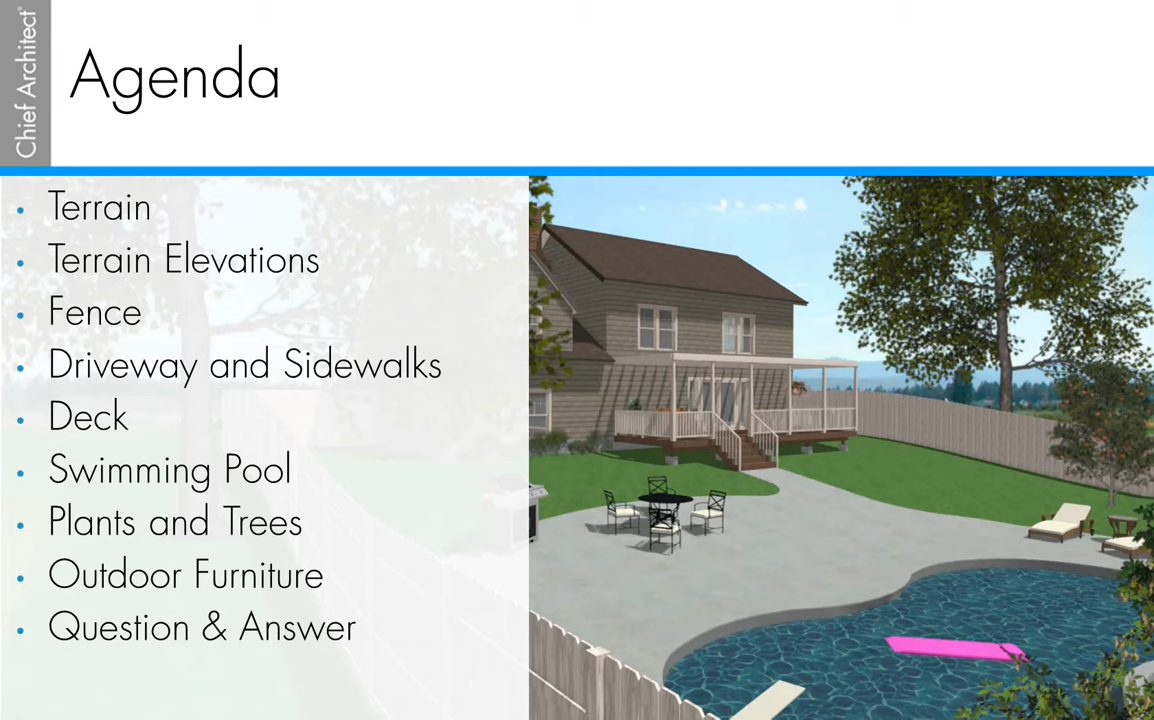 Chief Architect®
Agenda
• Terrain
• Terrain Elevations
• Fence
• Driveway and Sidewalks
• Deck
• Swimming Pool
• Plants and Trees
• Outdoor Furniture
• Question & Answer